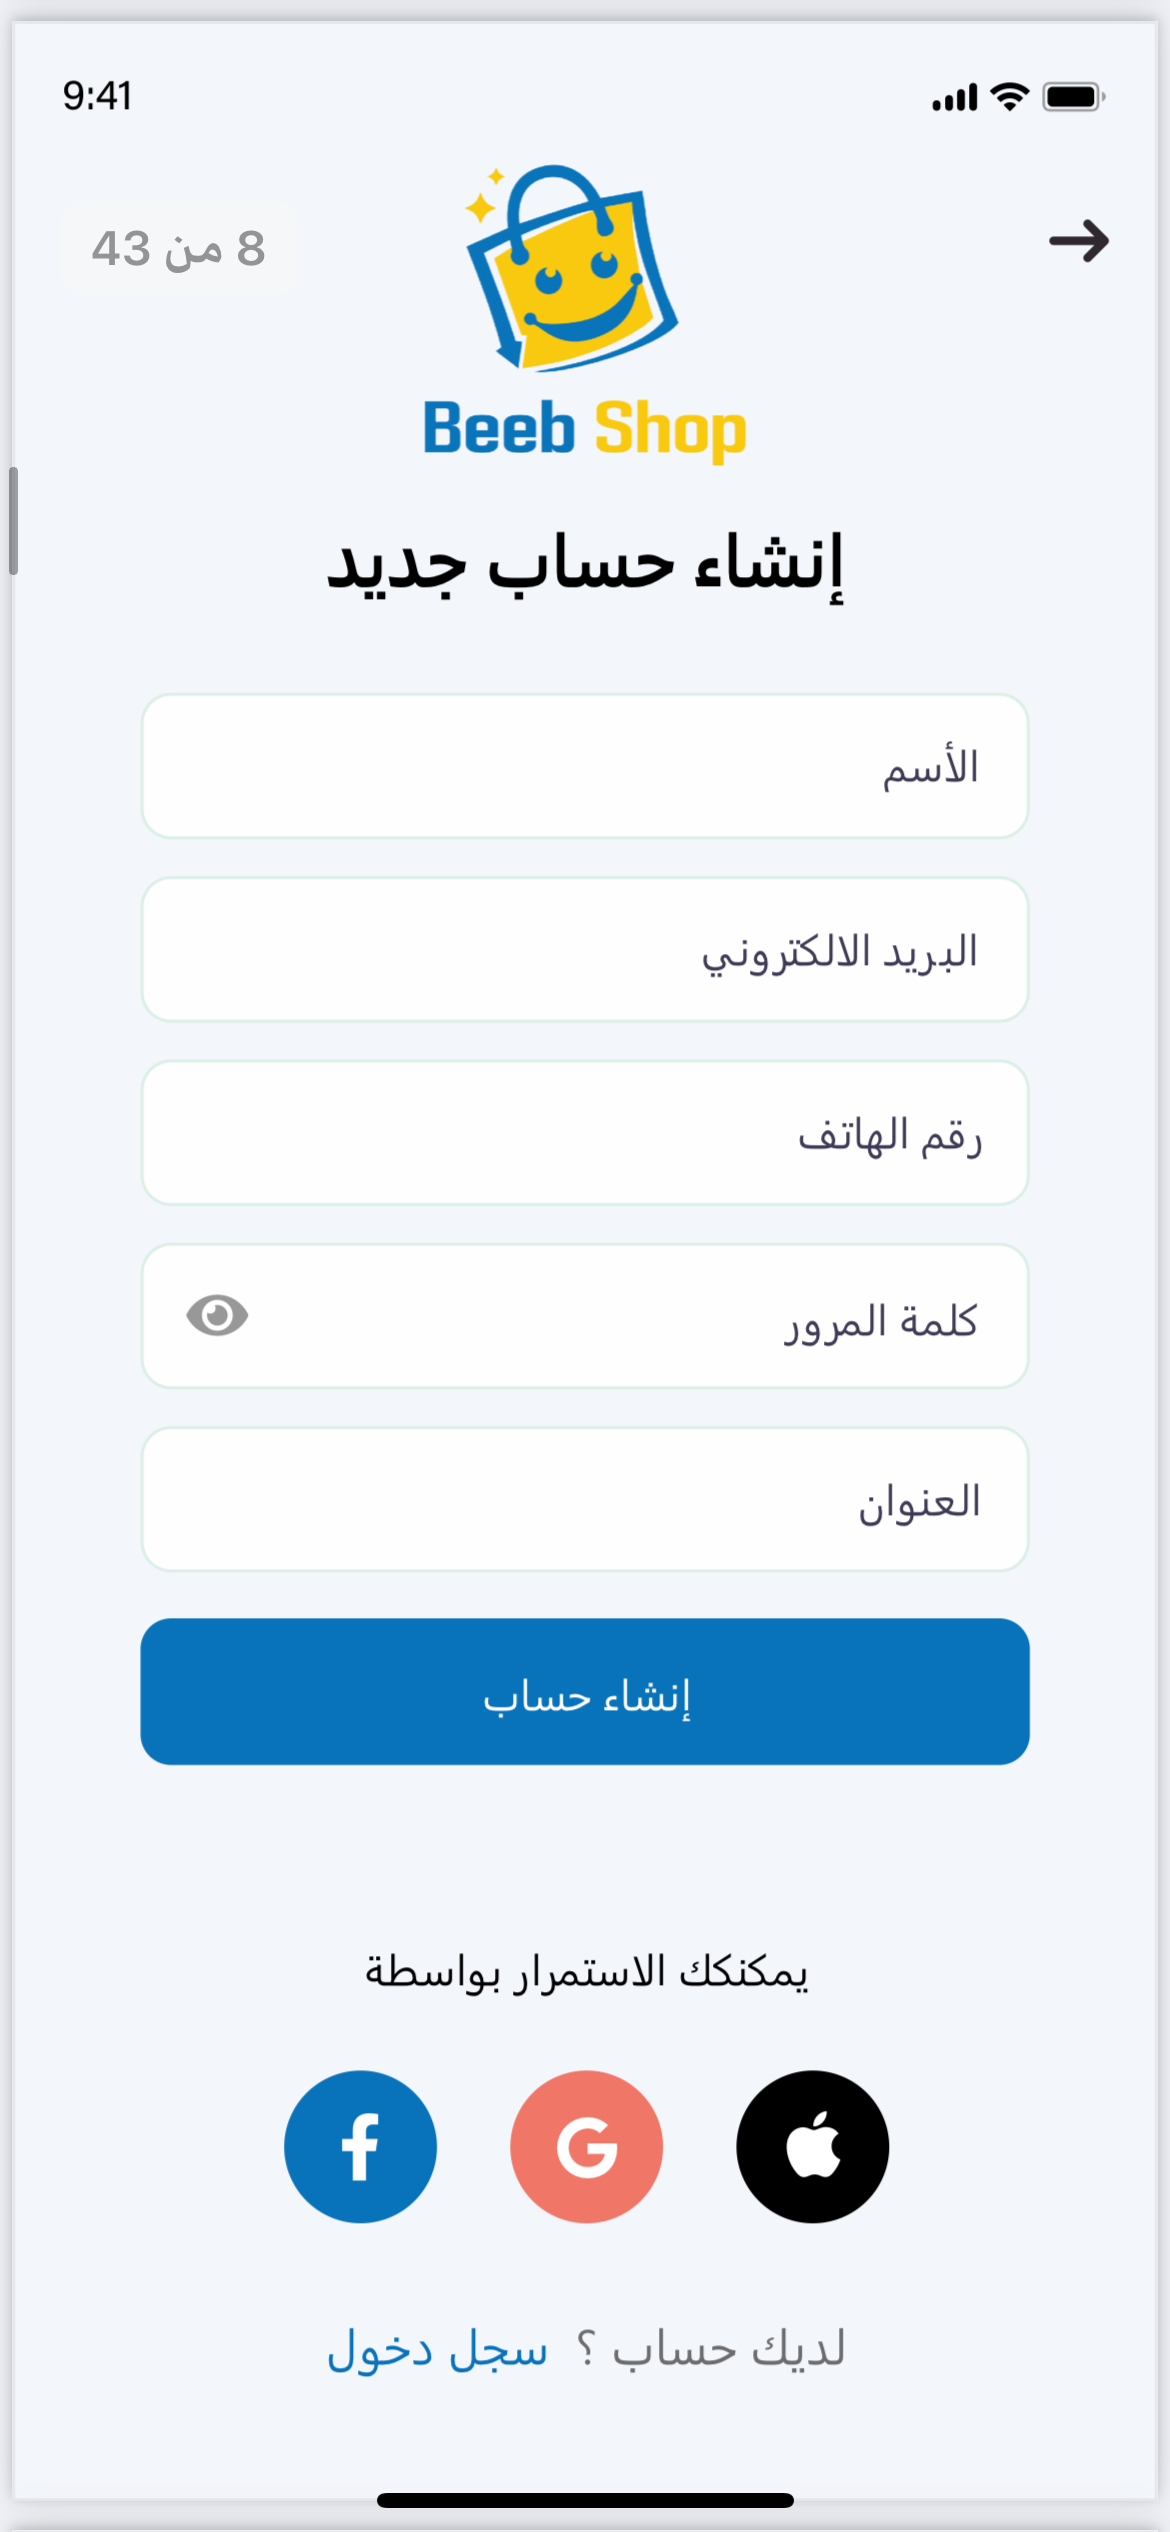 9:41
8 من 43
Beeb Shop
إنشاء حساب جديد
الأسم
البريد الالكتروني
رقم الهاتف
كلمة المرور
العنوان
إنشاء حساب
يمكنكك الاستمرار بواسطة
لديك حساب ؟ سجل دخول